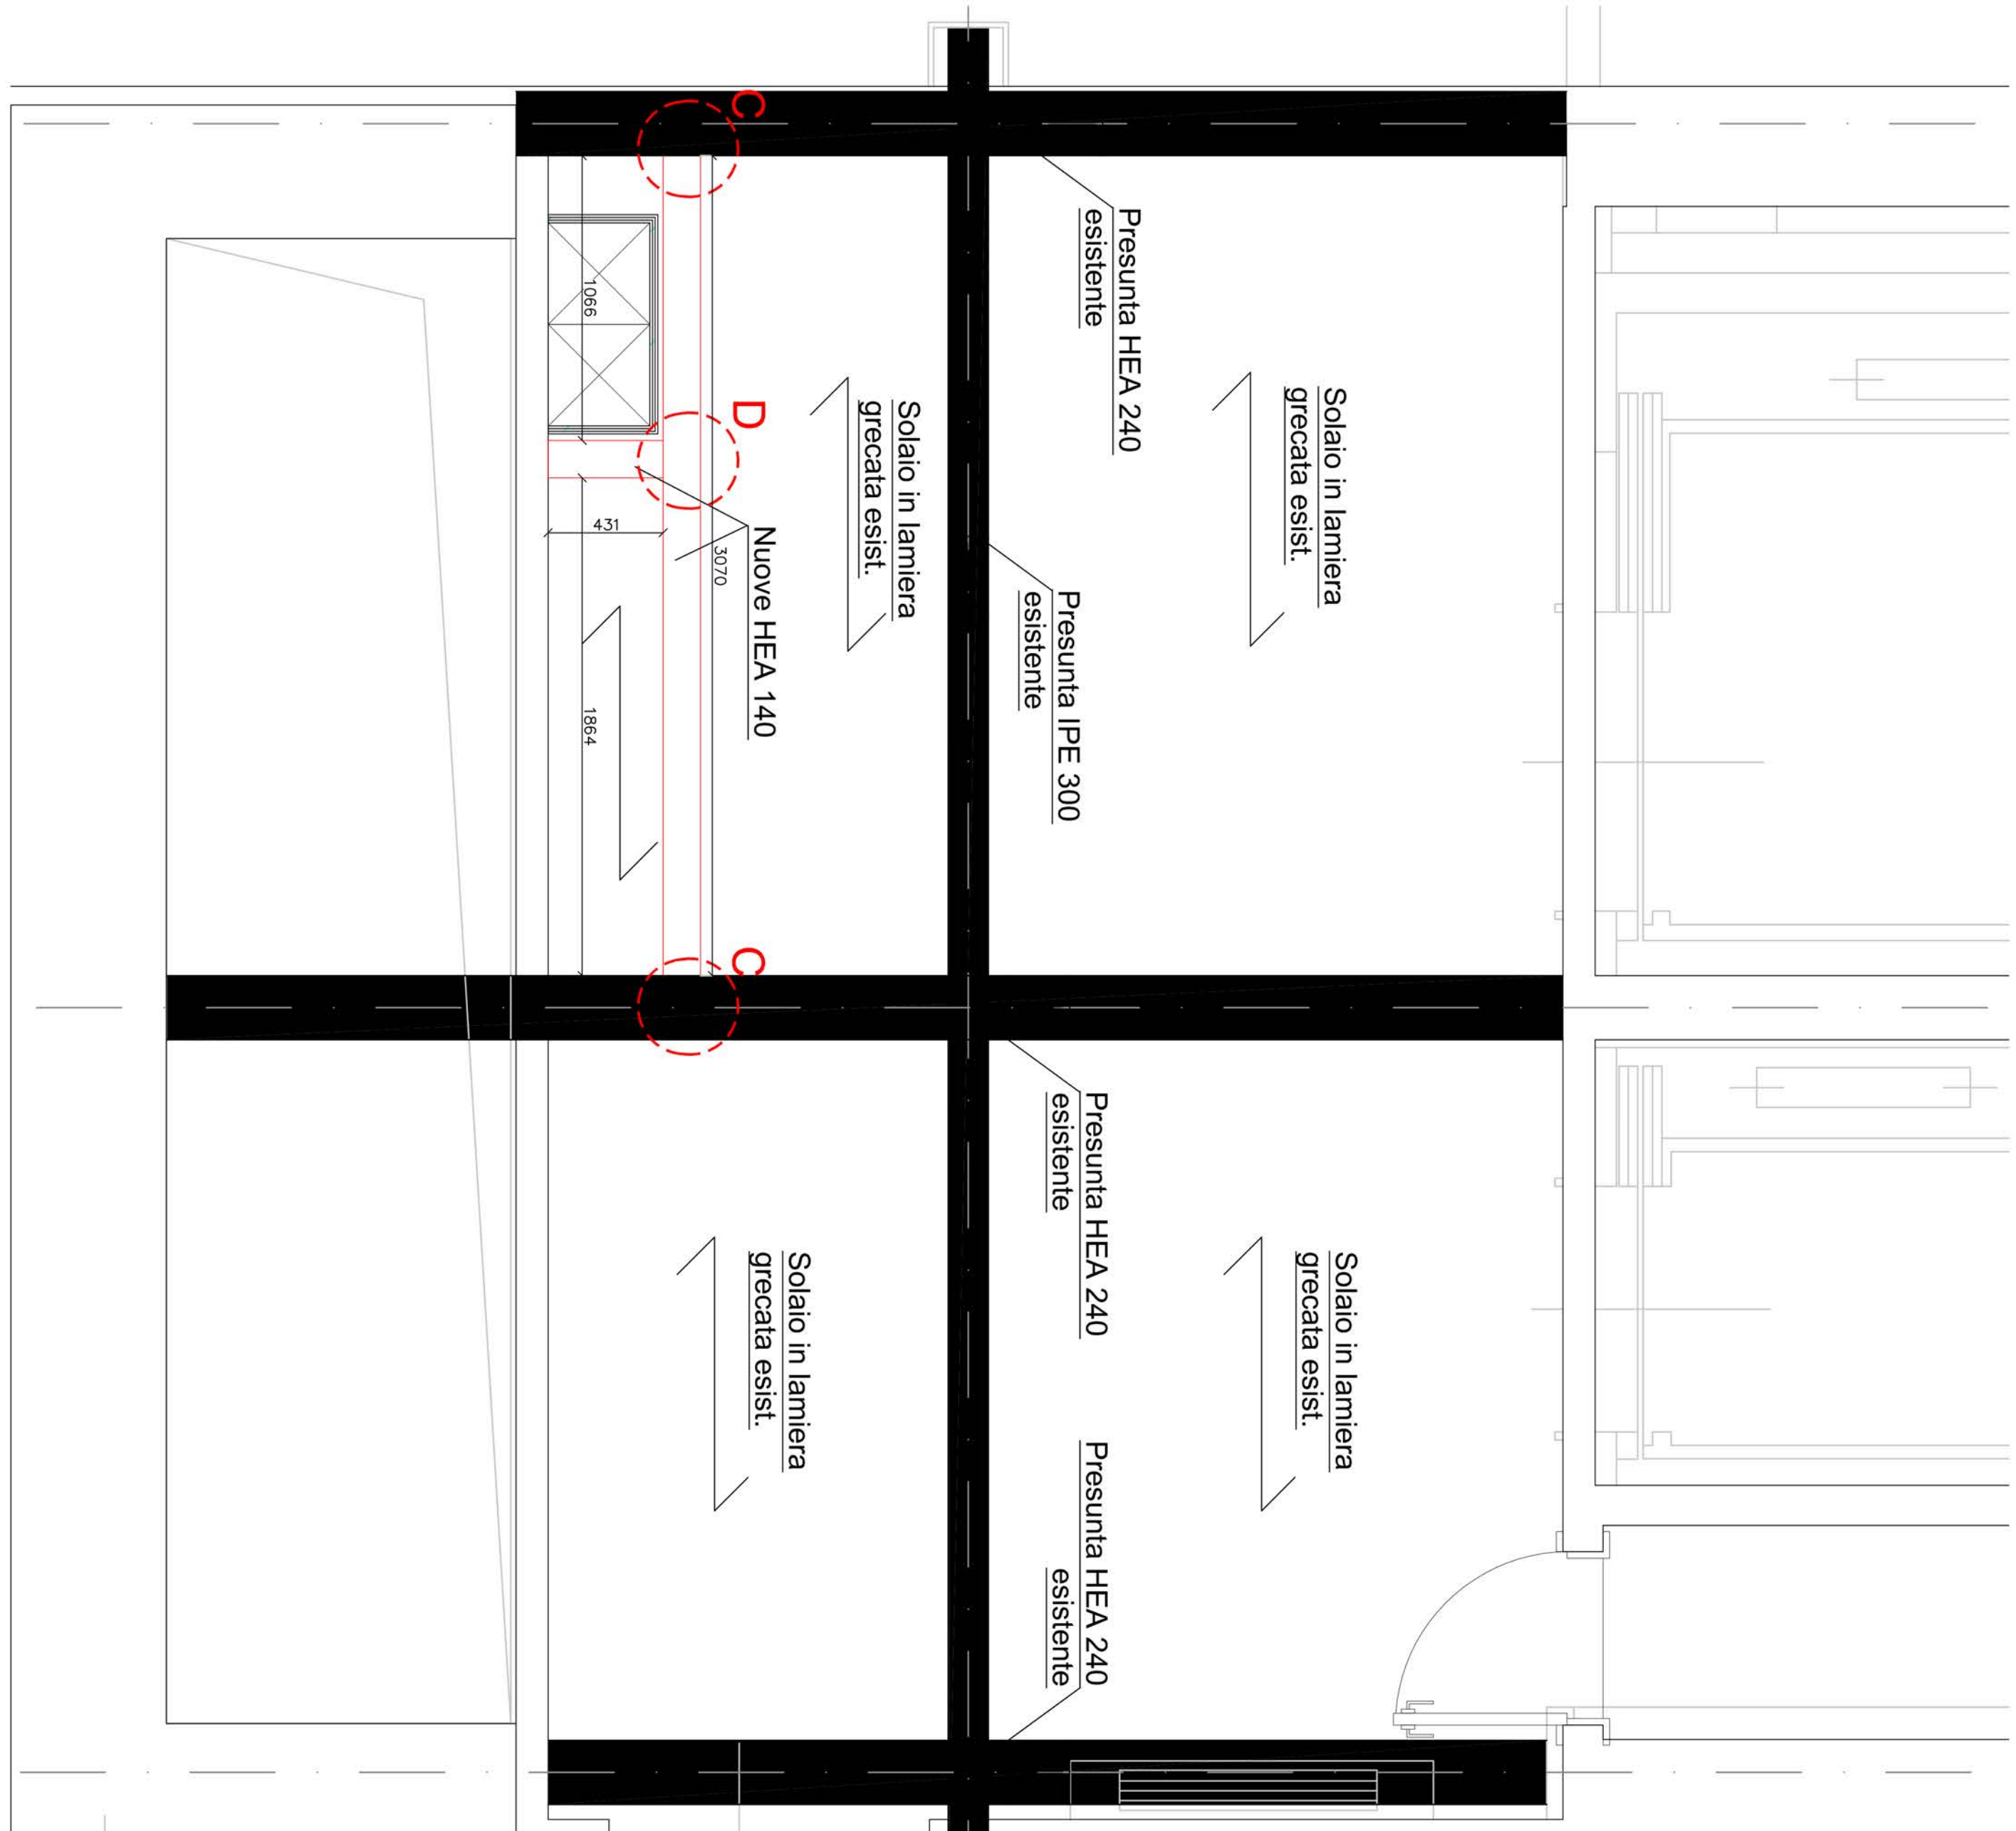 C
D
C
Presunta HEA 240
esistente
Solaio in lamiera
grecata esist.
Solaio in lamiera
grecata esist.
Presunta IPE 300
esistente
Nuove HEA 140
1066
431
3070
1864
Presunta HEA 240
esistente
Solaio in lamiera
grecata esist.
Solaio in lamiera
grecata esist.
Presunta HEA 240
esistente